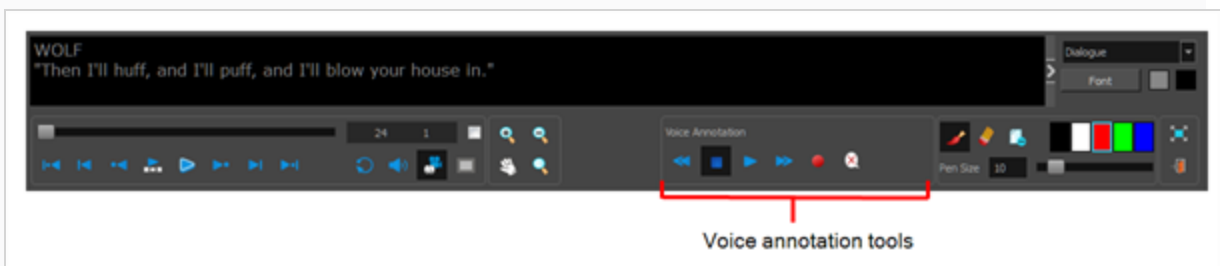 WOLF
"Then I'll huff, and I'll puff, and I'll blow your house in."
Dialogue
Font
24 1
Voice Annotation
Pen Size 10
Voice annotation tools